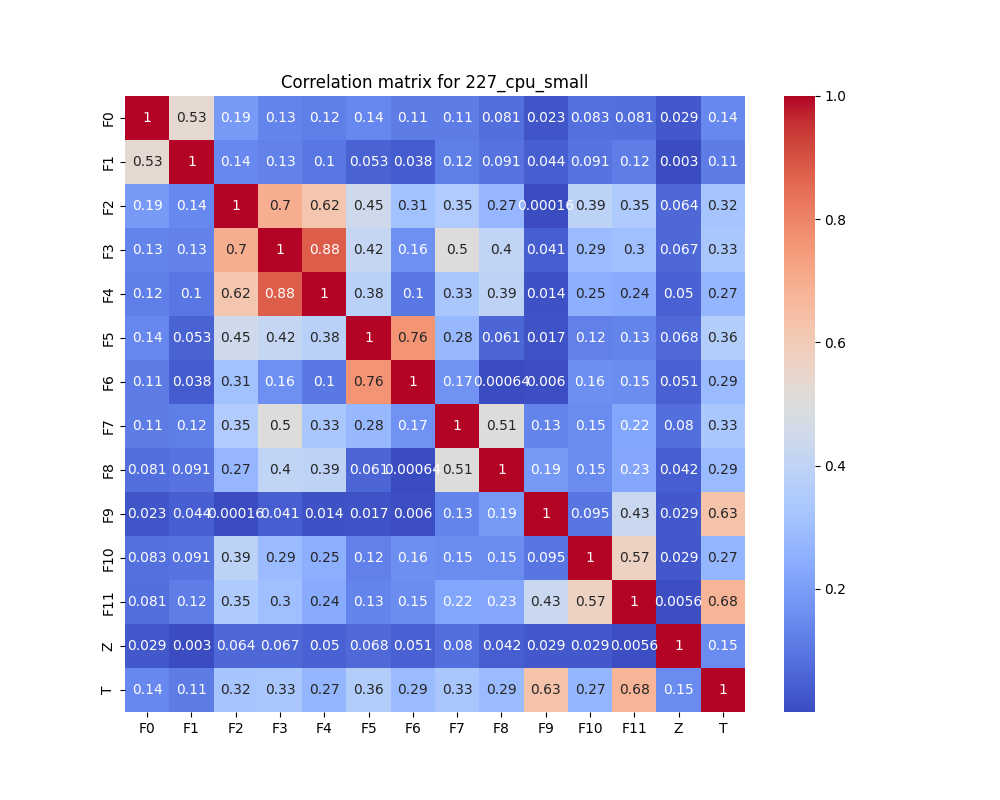 Correlation matrix for 227_cpu_small
F0 1 0.53 0.19 0.13 0.12 0.14 0.11 0.11 0.081 0.023 0.083 0.081 0.029 0.14
F1 0.53 1 0.14 0.13 0.1 0.053 0.038 0.12 0.091 0.044 0.091 0.12 0.003 0.11
F2 0.19 0.14 1 0.7 0.62 0.45 0.31 0.35 0.27 0.00016 0.39 0.35 0.064 0.32
F3 0.13 0.13 0.7 1 0.88 0.42 0.16 0.5 0.4 0.041 0.29 0.3 0.067 0.33
F4 0.12 0.1 0.62 0.88 1 0.38 0.1 0.33 0.39 0.014 0.25 0.24 0.05 0.27
F5 0.14 0.053 0.45 0.42 0.38 1 0.76 0.28 0.061 0.017 0.12 0.13 0.068 0.36
F6 0.11 0.038 0.31 0.16 0.1 0.76 1 0.17 0.00064 0.006 0.16 0.15 0.051 0.29
F7 0.11 0.12 0.35 0.5 0.33 0.28 0.17 1 0.51 0.13 0.15 0.22 0.08 0.33
F8 0.081 0.091 0.27 0.4 0.39 0.061 0.00064 0.51 1 0.19 0.15 0.23 0.042 0.29
F9 0.023 0.044 0.00016 0.041 0.014 0.017 0.006 0.13 0.19 1 0.095 0.43 0.029 0.63
F10 0.083 0.091 0.39 0.29 0.25 0.12 0.16 0.15 0.15 0.095 1 0.57 0.029 0.27
F11 0.081 0.12 0.35 0.3 0.24 0.13 0.15 0.22 0.23 0.43 0.57 1 0.0056 0.68
Z 0.029 0.003 0.064 0.067 0.05 0.068 0.051 0.08 0.042 0.029 0.029 0.0056 1 0.15
T 0.14 0.11 0.32 0.33 0.27 0.36 0.29 0.33 0.29 0.63 0.27 0.68 0.15 1
F0 F1 F2 F3 F4 F5 F6 F7 F8 F9 F10 F11 Z T
1.0
0.8
0.6
0.4
0.2